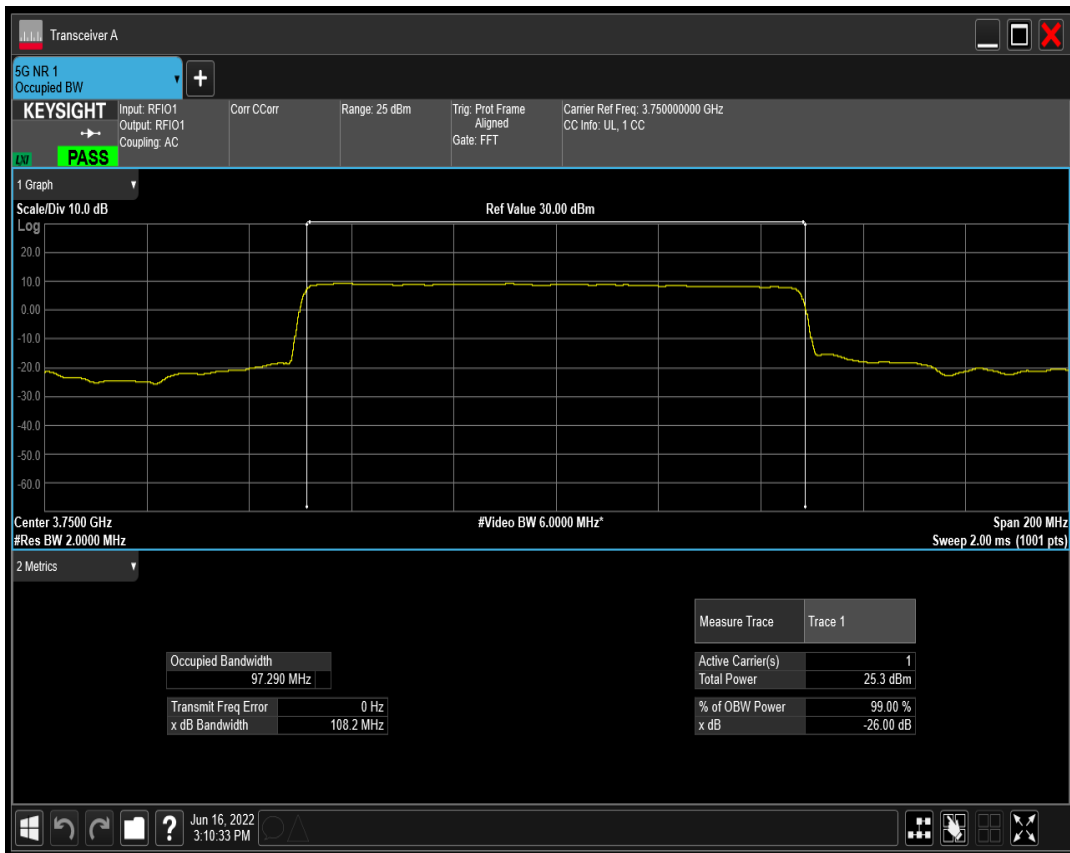 Transceiver A
5G NR 1
Occupied BW
KEYSIGHT
LXI
PASS
Input: RFIO1
Output: RFIO1
Coupling: AC
Corr CCorr
Range: 25 dBm
Trig: Prot Frame
Aligned
Gate: FFT
Carrier Ref Freq: 3.750000000 GHz
CC Info: UL, 1 CC
1 Graph
Scale/Div 10.0 dB
Ref Value 30.00 dBm
Log
20.0
10.0
0.00
-10.0
-20.0
-30.0
-40.0
-50.0
-60.0
Center 3.7500 GHz
#Video BW 6.0000 MHz*
Span 200 MHz
#Res BW 2.0000 MHz
Sweep 2.00 ms (1001 pts)
2 Metrics
Measure Trace Trace 1
Occupied Bandwidth
97.290 MHz
Active Carrier(s) 1
Total Power 25.3 dBm
Transmit Freq Error 0 Hz
x dB Bandwidth 108.2 MHz
% of OBW Power 99.00 %
x dB -26.00 dB
?
Jun 16, 2022
3:10:33 PM